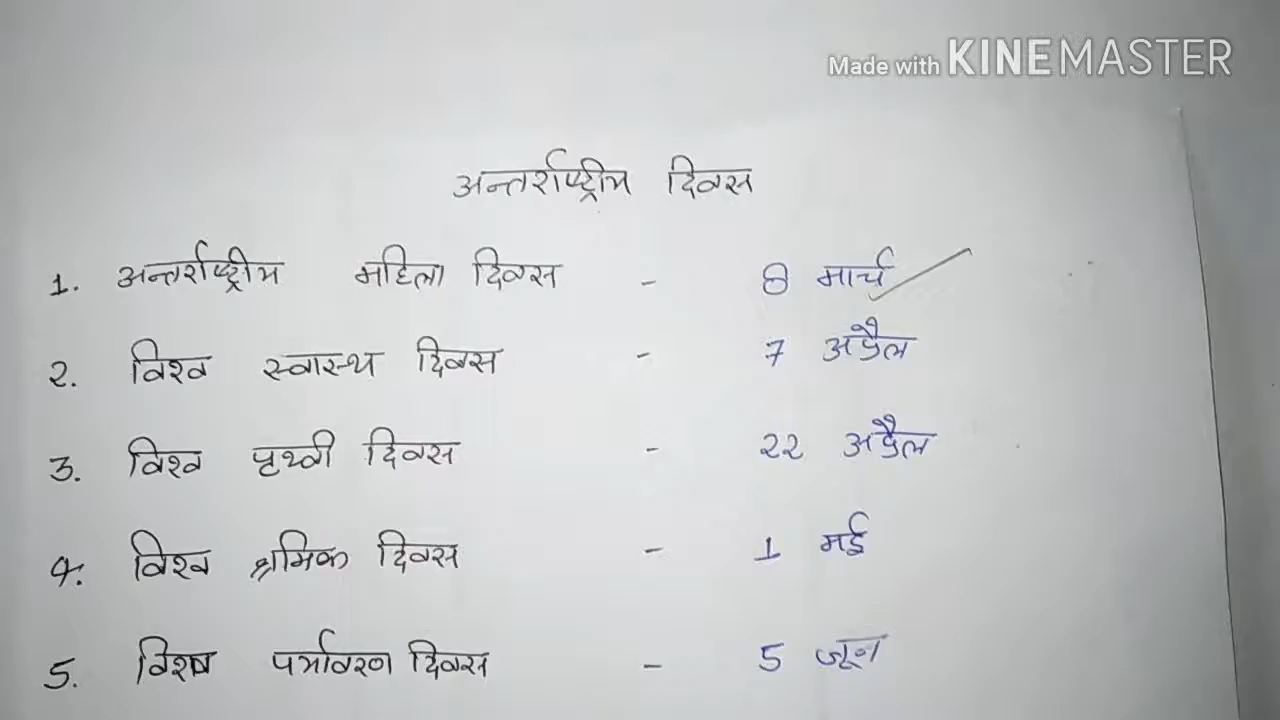 Made with KINEMASTER
अन्तर्राष्ट्रीय दिवस
1. अन्तर्राष्ट्रीय महिला दिवस - 8 मार्च
2. विश्व स्वास्थ दिवस - 7 अप्रैल
3. विश्व पृथ्वी दिवस - 22 अप्रैल
4. विश्व श्रमिक दिवस - 1 मई
5. विश्व पर्यावरण दिवस - 5 जून